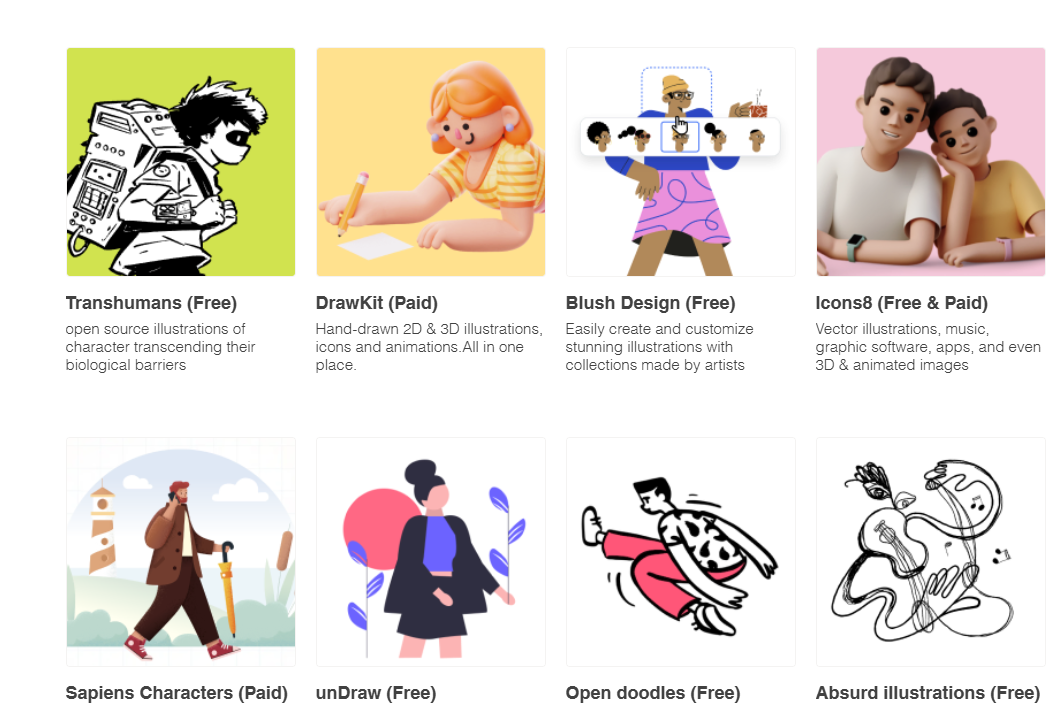 Transhumans (Free)
open source illustrations of
character transcending their
biological barriers
DrawKit (Paid)
Hand-drawn 2D & 3D illustrations,
icons and animations.All in one
place.
Blush Design (Free)
Easily create and customize
stunning illustrations with
collections made by artists
Icons8 (Free & Paid)
Vector illustrations, music,
graphic software, apps, and even
3D & animated images
Sapiens Characters (Paid)
unDraw (Free)
Open doodles (Free)
Absurd illustrations (Free)